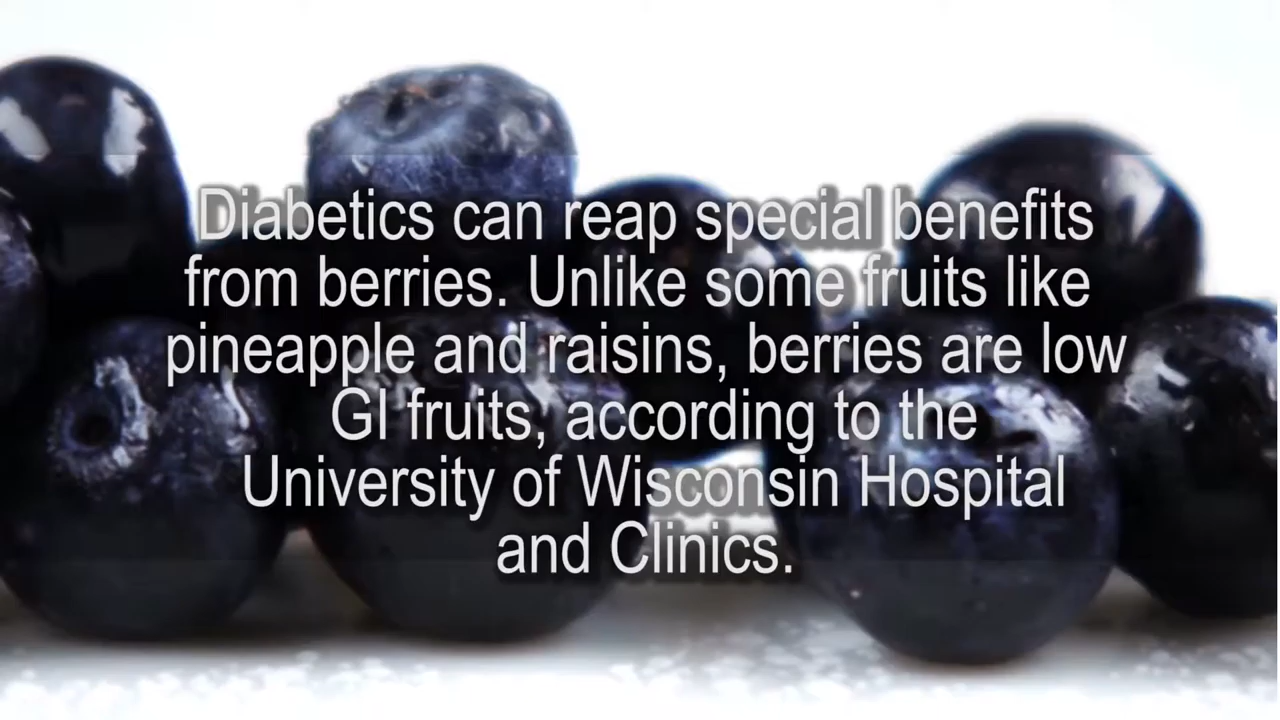 Diabetics can reap special benefits
from berries. Unlike some fruits like
pineapple and raisins, berries are low
GI fruits, according to the
University of Wisconsin Hospital
and Clinics.